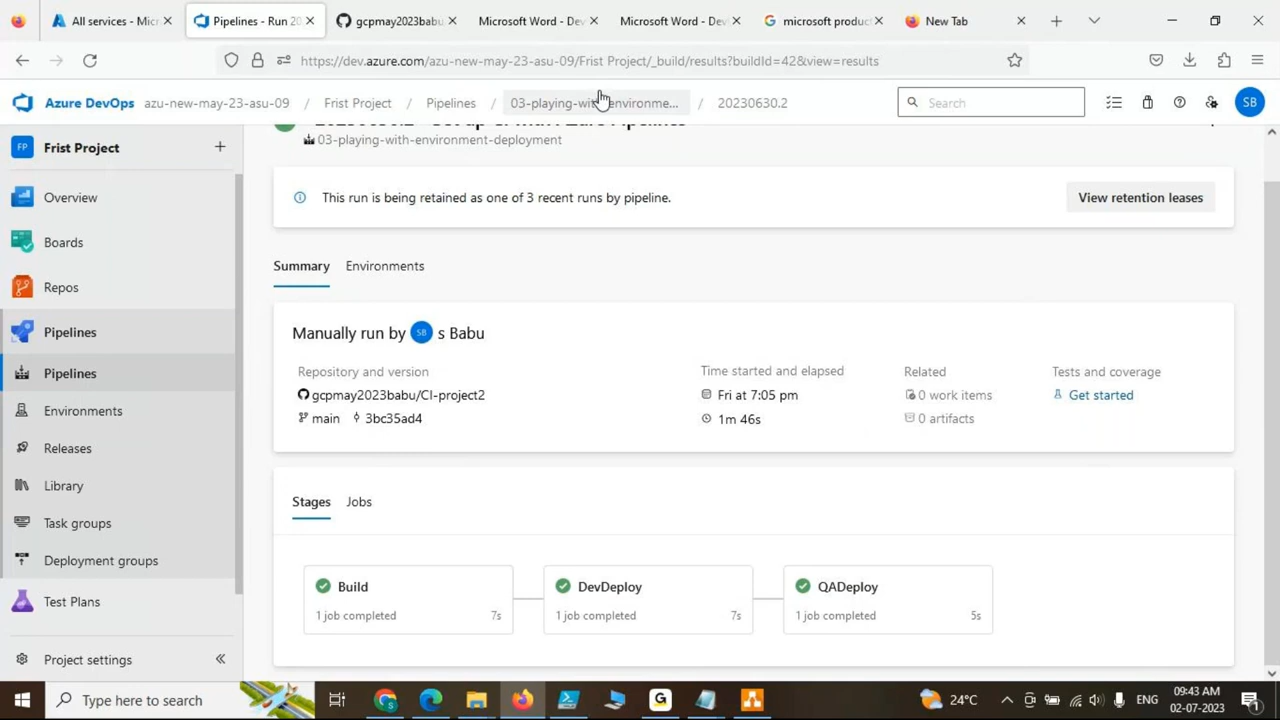 All services - Micr
Pipelines - Run 20
gcpmay2023babu
Microsoft Word - Dev
Microsoft Word - Dev
microsoft produc
New Tab
https://dev.azure.com/azu-new-may-23-asu-09/Frist Project/_build/results?buildId=42&view=results
Azure DevOps azu-new-may-23-asu-09 / Frist Project / Pipelines / 03-playing-with-environme... / 20230630.2
Search
SB
FP Frist Project +
Overview
Boards
Repos
Pipelines
Pipelines
Environments
Releases
Library
Task groups
Deployment groups
Test Plans
Project settings
03-playing-with-environment-deployment
This run is being retained as one of 3 recent runs by pipeline.
View retention leases
Summary Environments
Manually run by SB s Babu
Repository and version
gcpmay2023babu/CI-project2
main 3bc35ad4
Time started and elapsed
Fri at 7:05 pm
1m 46s
Related
0 work items
0 artifacts
Tests and coverage
Get started
Stages Jobs
Build
1 job completed 7s
DevDeploy
1 job completed 7s
QADeploy
1 job completed 5s
Type here to search
24°C
ENG
09:43 AM
02-07-2023